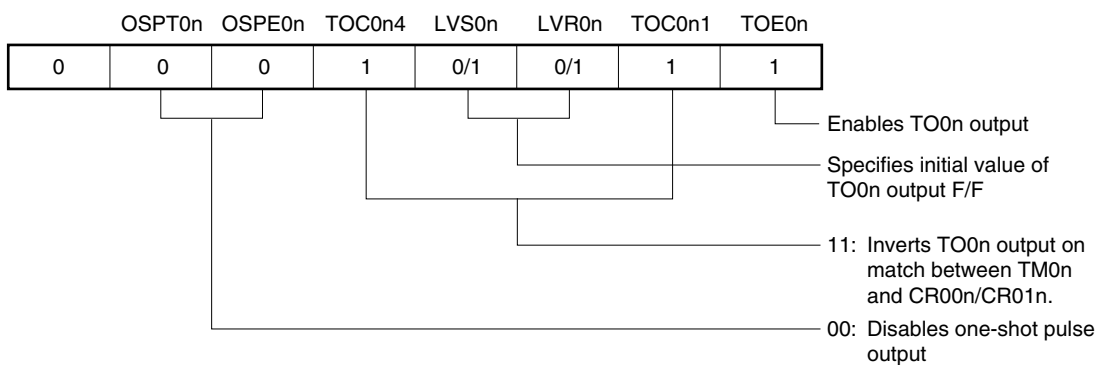 OSPT0n OSPE0n TOC0n4 LVS0n LVR0n TOC0n1 TOE0n
0 0 0 1 0/1 0/1 1 1
Enables TO0n output
Specifies initial value of
TO0n output F/F
11: Inverts TO0n output on
match between TM0n
and CR00n/CR01n.
00: Disables one-shot pulse
output